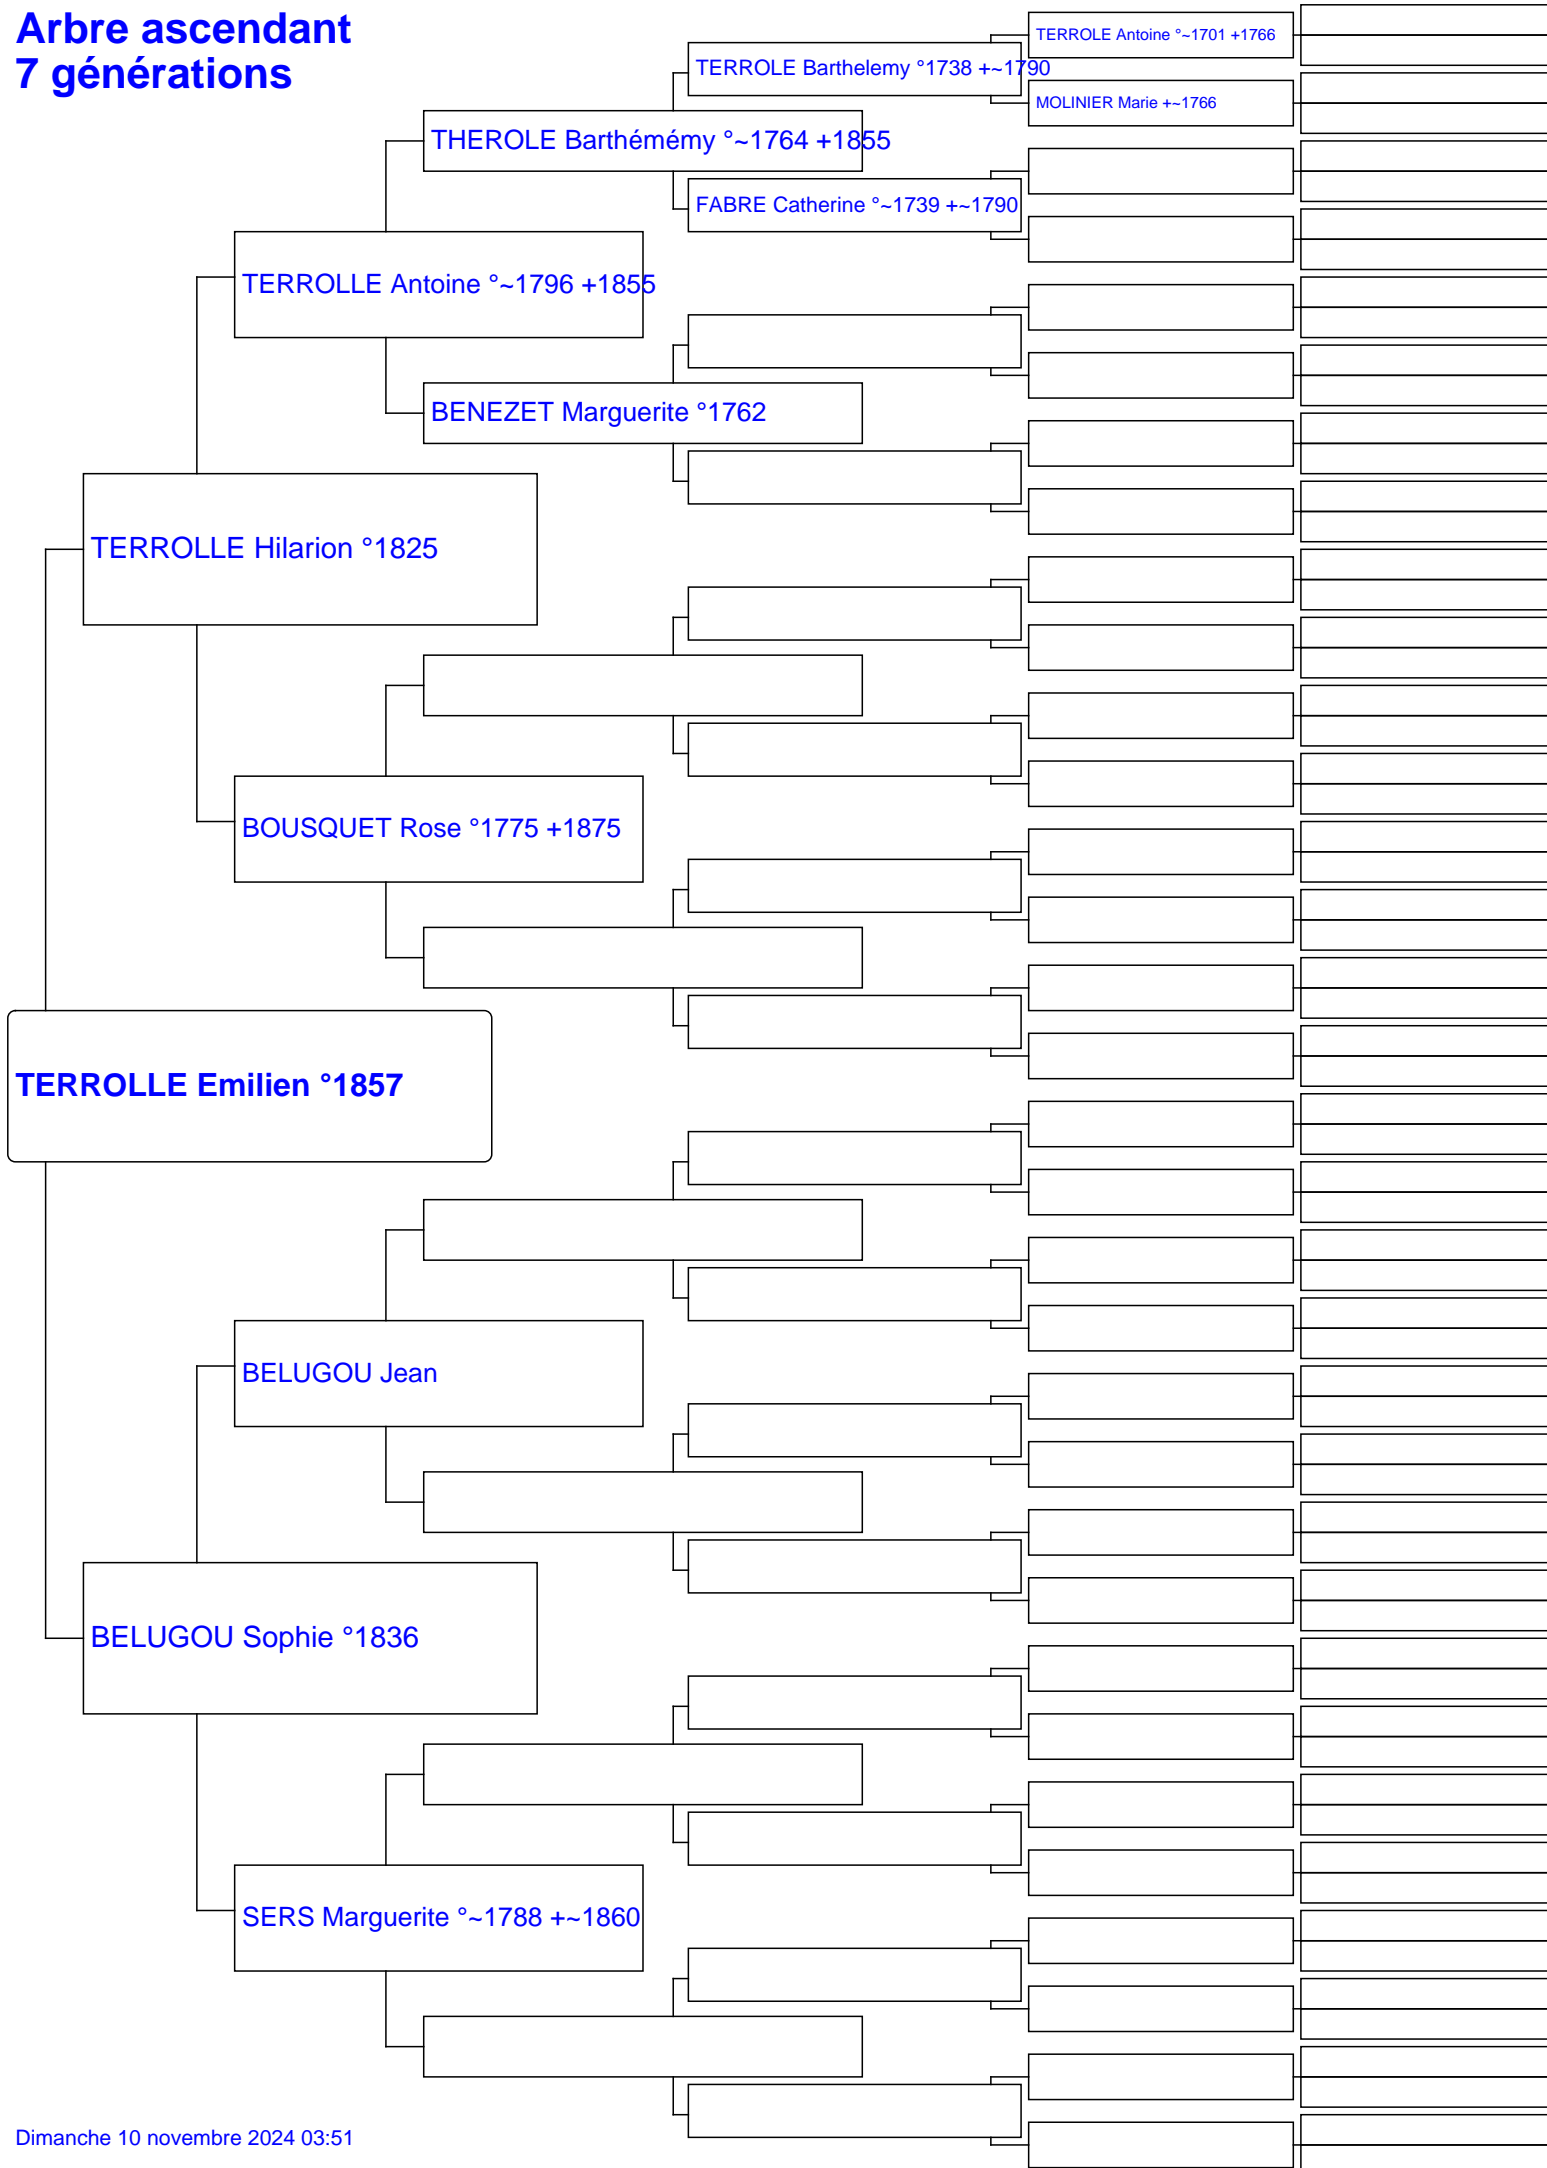 Arbre ascendant
7 générations
TERROLE Antoine °~1701 +1766
TERROLE Barthelemy °1738 +~1790
MOLINIER Marie +~1766
THEROLE Barthémémy °~1764 +1855
FABRE Catherine °~1739 +~1790
TERROLLE Antoine °~1796 +1855
BENEZET Marguerite °1762
TERROLLE Hilarion °1825
BOUSQUET Rose °1775 +1875
TERROLLE Emilien °1857
BELUGOU Jean
BELUGOU Sophie °1836
SERS Marguerite °~1788 +~1860
Dimanche 10 novembre 2024 03:51